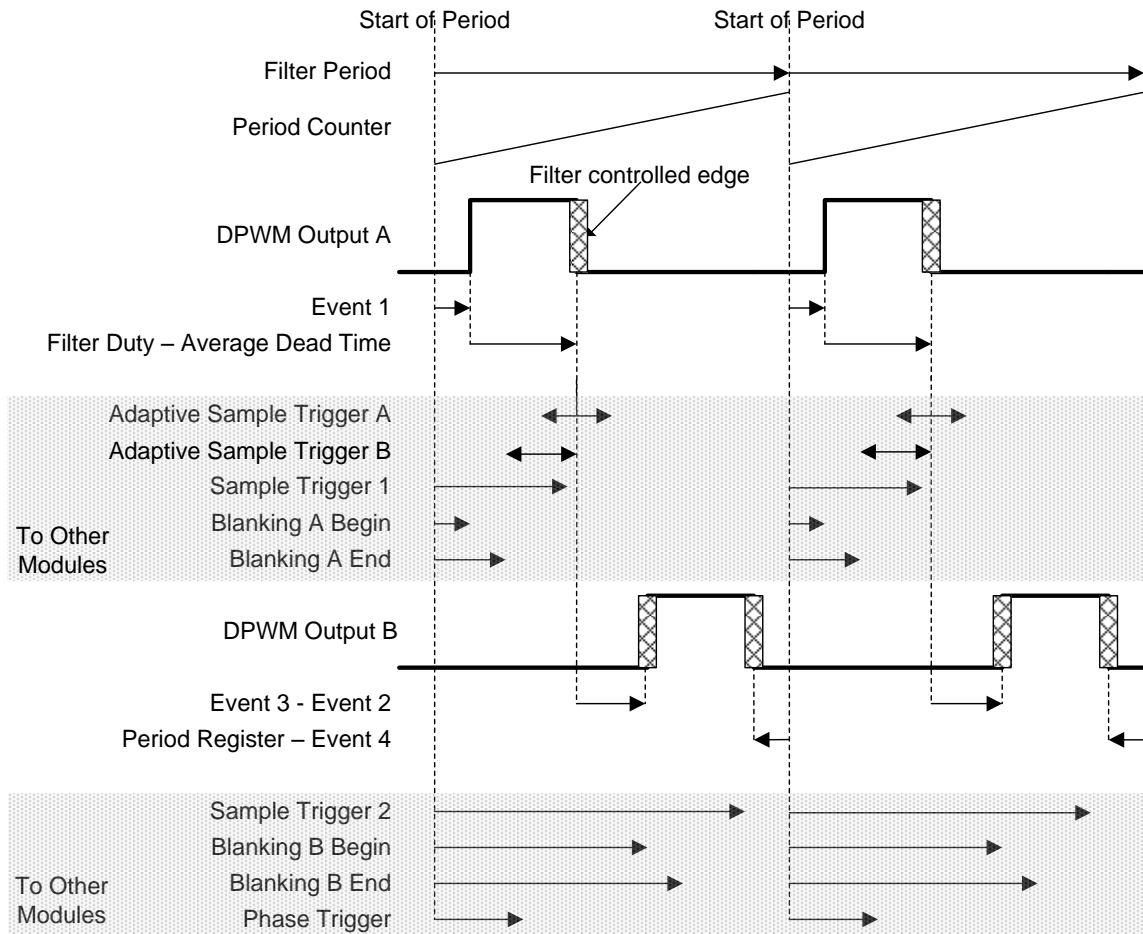 Start of Period
Start of Period
Filter Period
Period Counter
Filter controlled edge
DPWM Output A
Event 1
Filter Duty – Average Dead Time
Adaptive Sample Trigger A
Adaptive Sample Trigger B
Sample Trigger 1
Blanking A Begin
Blanking A End
To Other
Modules
DPWM Output B
Event 3 - Event 2
Period Register – Event 4
Sample Trigger 2
Blanking B Begin
Blanking B End
Phase Trigger
To Other
Modules